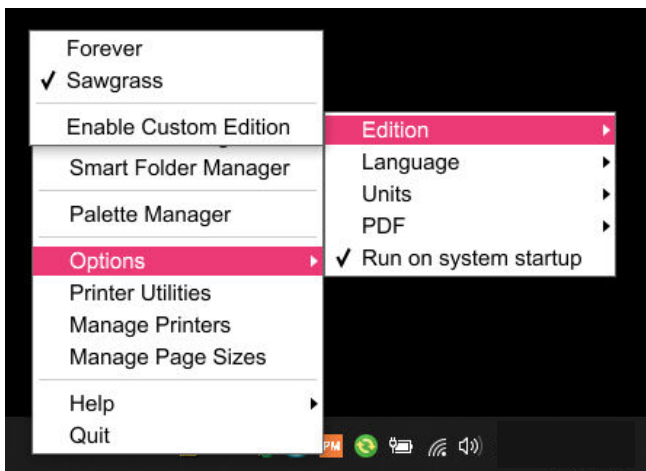 Forever
✓ Sawgrass
Enable Custom Edition
Smart Folder Manager
Palette Manager
Options
Printer Utilities
Manage Printers
Manage Page Sizes
Help
Quit
Edition
Language
Units
PDF
✓ Run on system startup
PM